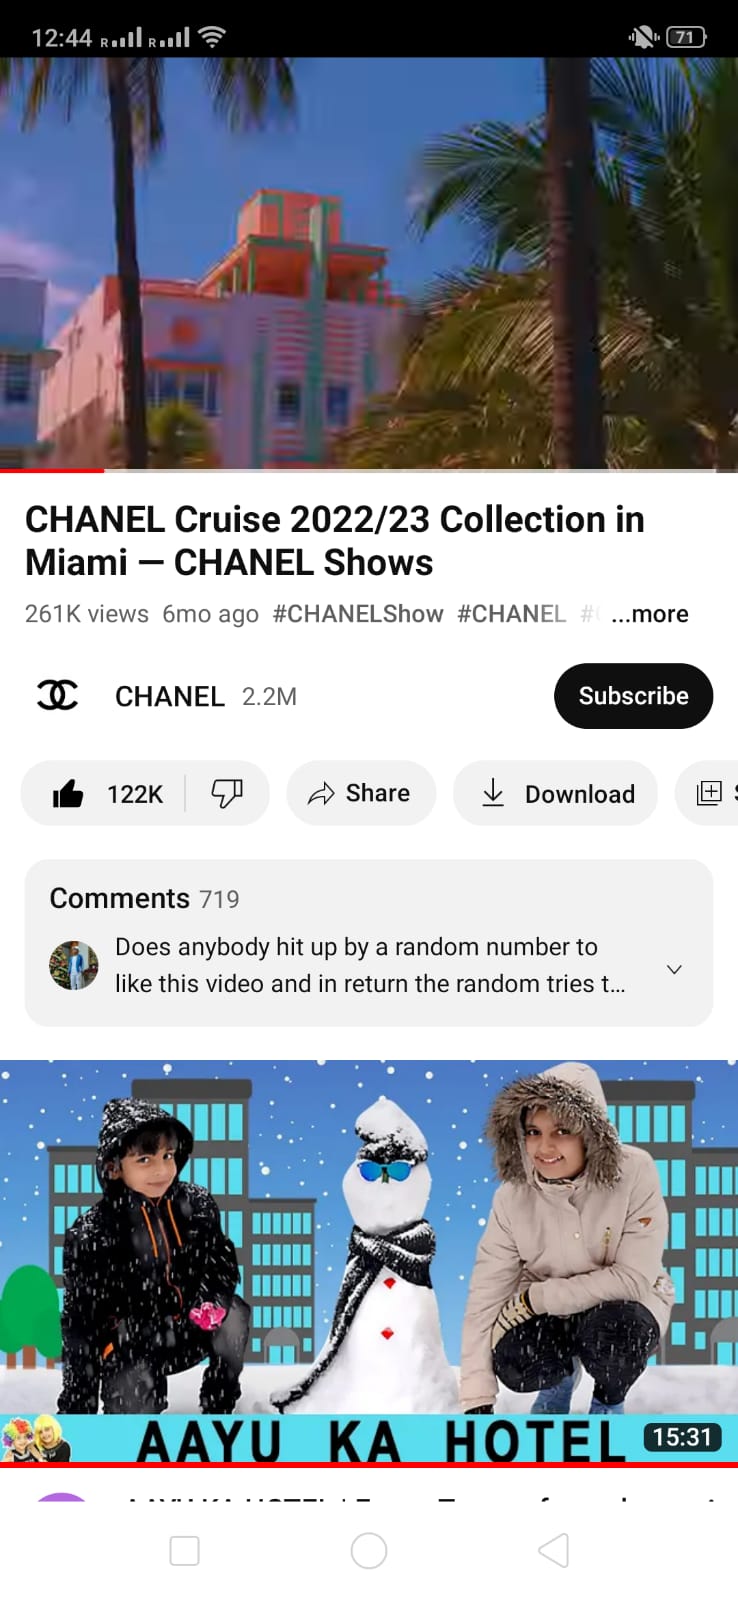 12:44
71
CHANEL Cruise 2022/23 Collection in
Miami — CHANEL Shows
261K views 6mo ago #CHANELShow #CHANEL ...more
CHANEL 2.2M
Subscribe
122K
Share
Download
Comments 719
Does anybody hit up by a random number to
like this video and in return the random tries t...
AAYU KA HOTEL
15:31